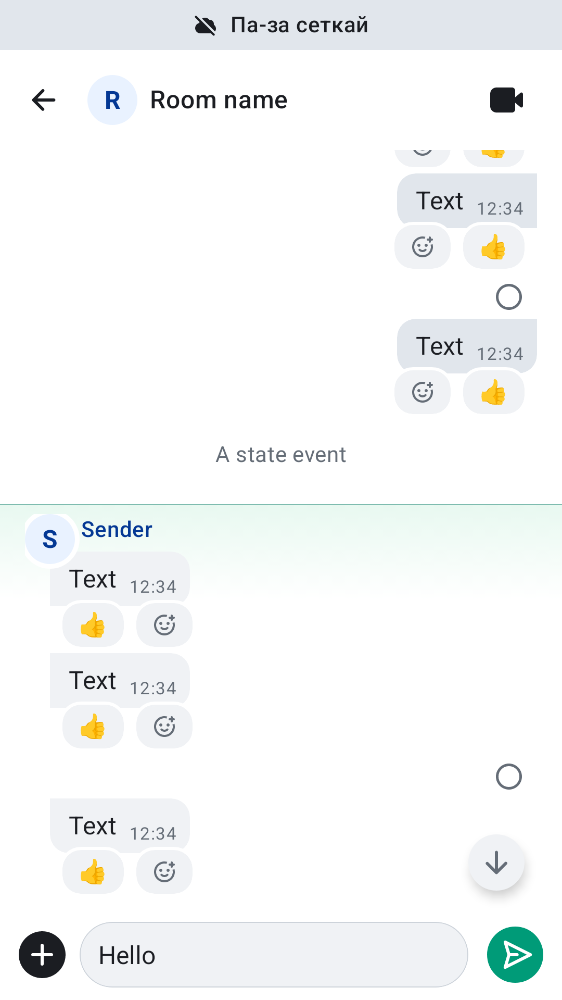 Па-за сеткай
R
Room name
Text 12:34
Text 12:34
A state event
S
Sender
Text 12:34
Text 12:34
Text 12:34
Hello